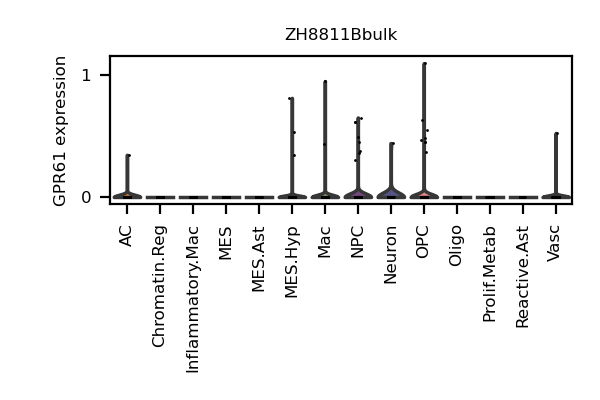 ZH8811Bbulk
GPR61 expression
1
0
AC
Chromatin.Reg
Inflammatory.Mac
MES
MES.Ast
MES.Hyp
Mac
NPC
Neuron
OPC
Oligo
Prolif.Metab
Reactive.Ast
Vasc